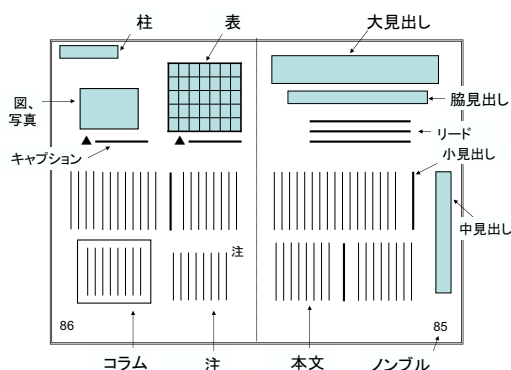 柱
表
大見出し
図、
写真
脇見出し
リード
キャプション
小見出し
中見出し
注
86
85
コラム
注
本文
ノンブル